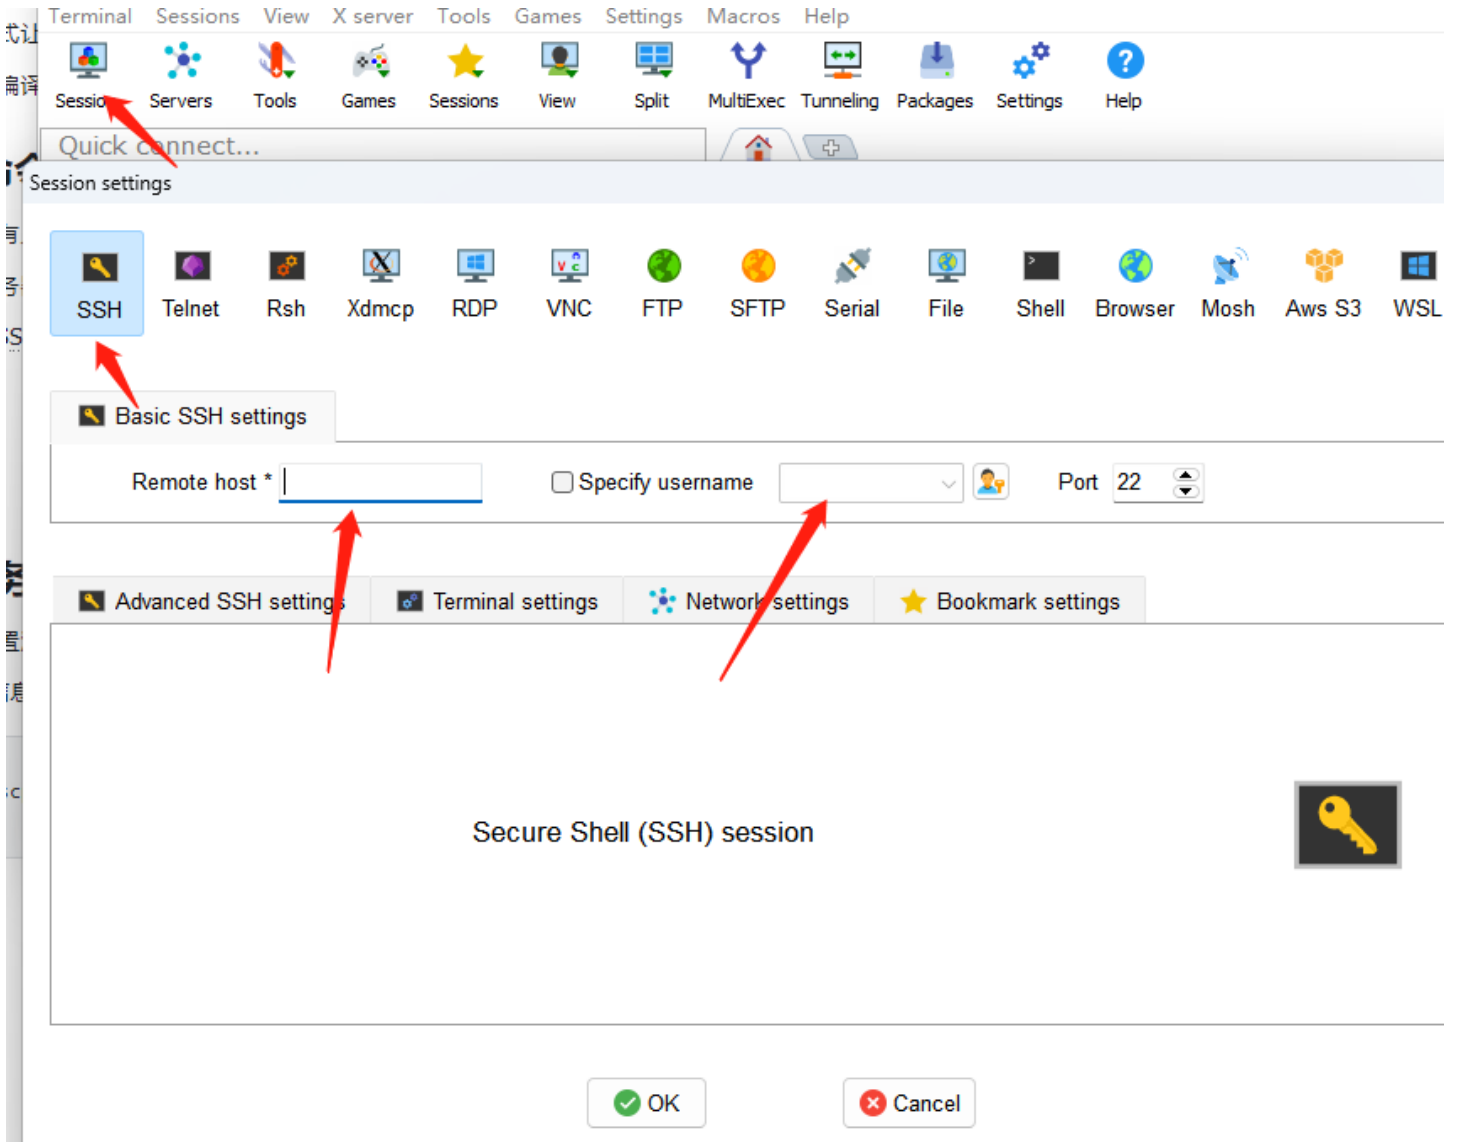 Terminal Sessions View X server Tools Games Settings Macros Help
Session Servers Tools Games Sessions View Split MultiExec Tunneling Packages Settings Help
Quick connect...
Session settings
SSH Telnet Rsh Xdmcp RDP VNC FTP SFTP Serial File Shell Browser Mosh Aws S3 WSL
Basic SSH settings
Remote host * Specify username Port 22
Advanced SSH settings Terminal settings Network settings Bookmark settings
Secure Shell (SSH) session
OK Cancel